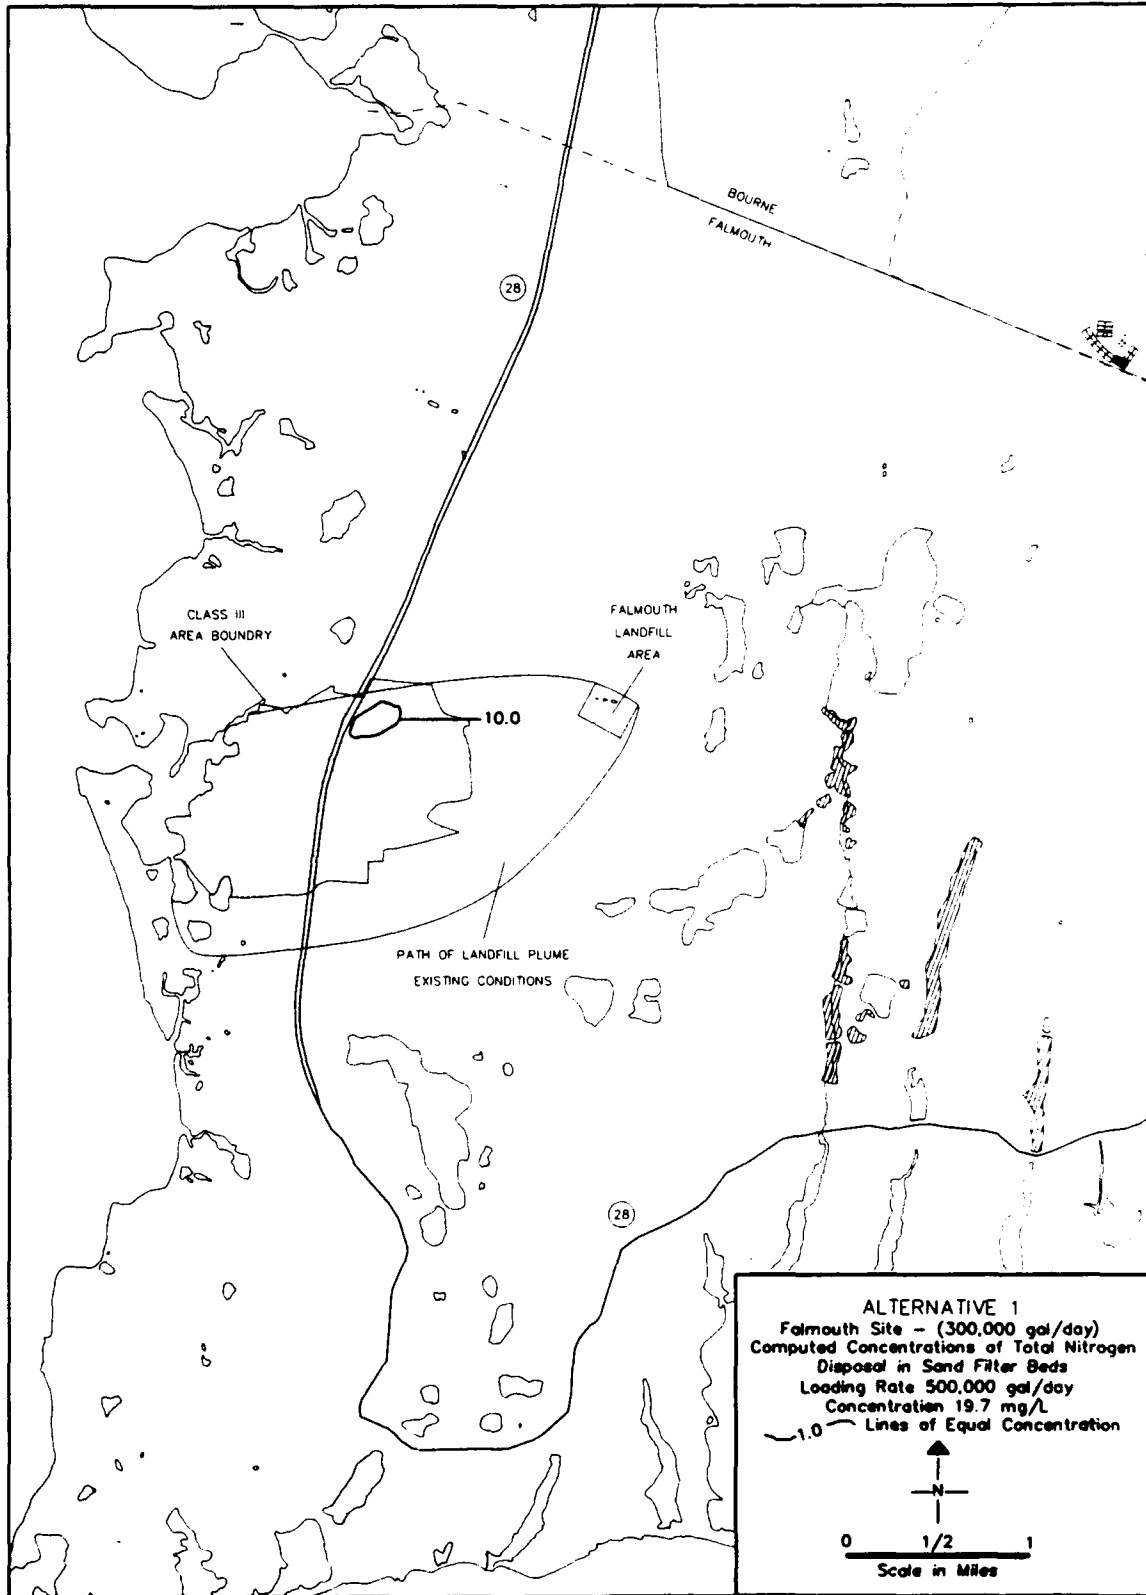 BOURNE
FALMOUTH
28
CLASS III
AREA BOUNDRY
FALMOUTH
LANDFILL
AREA
10.0
PATH OF LANDFILL PLUME
EXISTING CONDITIONS
28
ALTERNATIVE 1
Falmouth Site - (300,000 gal/day)
Computed Concentrations of Total Nitrogen
Disposal in Sand Filter Beds
Loading Rate 500,000 gal/day
Concentration 19.7 mg/L
1.0 Lines of Equal Concentration
N
0 1/2 1
Scale in Miles